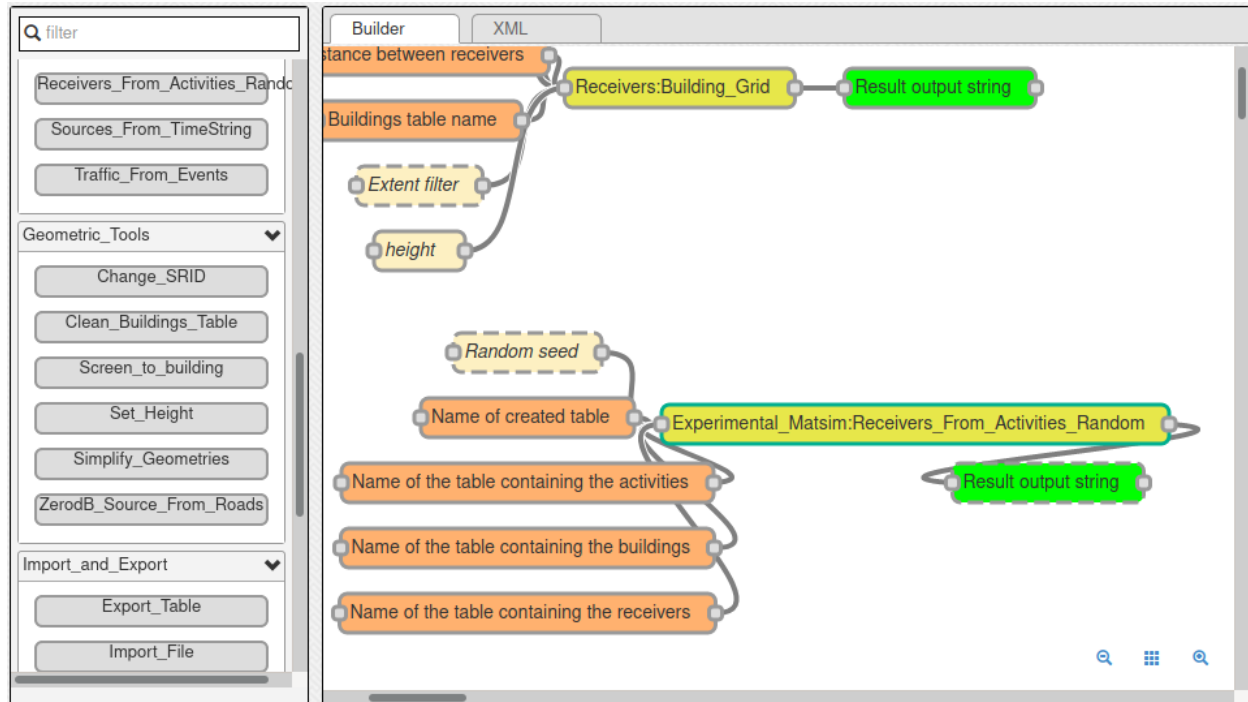 filter
Receivers_From_Activities_Rando
Sources_From_TimeString
Traffic_From_Events
Geometric_Tools
Change_SRID
Clean_Buildings_Table
Screen_to_building
Set_Height
Simplify_Geometries
ZerodB_Source_From_Roads
Import_and_Export
Export_Table
Import_File
Builder
XML
stance between receivers
Receivers:Building_Grid
Result output string
Buildings table name
Extent filter
height
Random seed
Name of created table
Experimental_Matsim:Receivers_From_Activities_Random
Name of the table containing the activities
Result output string
Name of the table containing the buildings
Name of the table containing the receivers